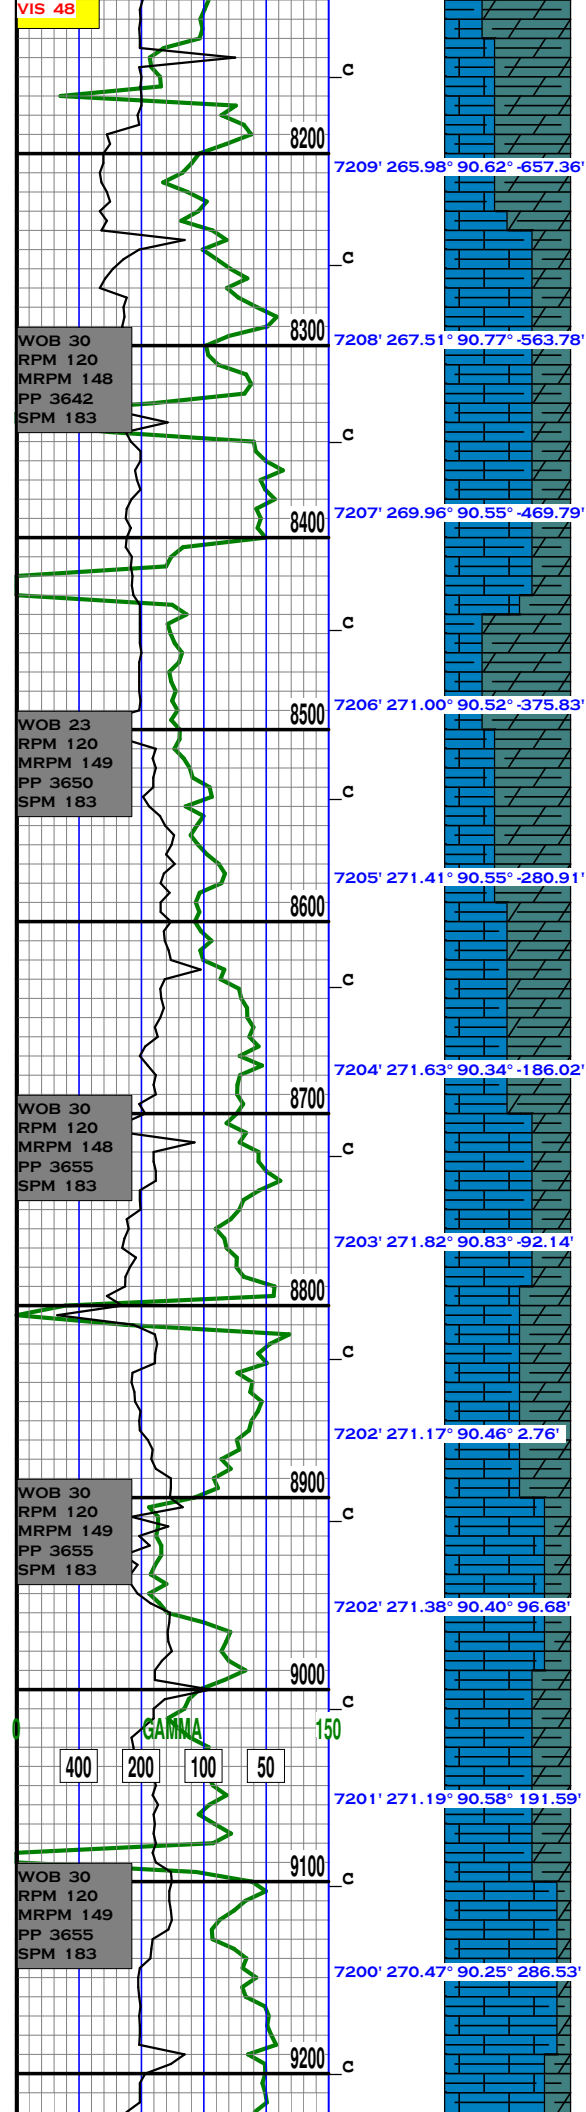 VIS 48
C
8200
7209' 265.98° 90.62° -657.36'
C
8300
7208' 267.51° 90.77° -563.78'
WOB 30
RPM 120
MRPM 148
PP 3642
SPM 183
C
8400
7207' 269.96° 90.55° -469.79'
C
8500
7206' 271.00° 90.52° -375.83'
WOB 23
RPM 120
MRPM 149
PP 3650
SPM 183
C
7205' 271.41° 90.55° -280.91'
8600
C
7204' 271.63° 90.34° -186.02'
8700
WOB 30
RPM 120
MRPM 148
PP 3655
SPM 183
C
7203' 271.82° 90.83° -92.14'
8800
C
7202' 271.17° 90.46° 2.76'
8900
WOB 30
RPM 120
MRPM 149
PP 3655
SPM 183
C
7202' 271.38° 90.40° 96.68'
9000
C
0 GAMMA 150
400 200 100 50
7201' 271.19° 90.58° 191.59'
9100
C
WOB 30
RPM 120
MRPM 149
PP 3655
SPM 183
7200' 270.47° 90.25° 286.53'
9200
C